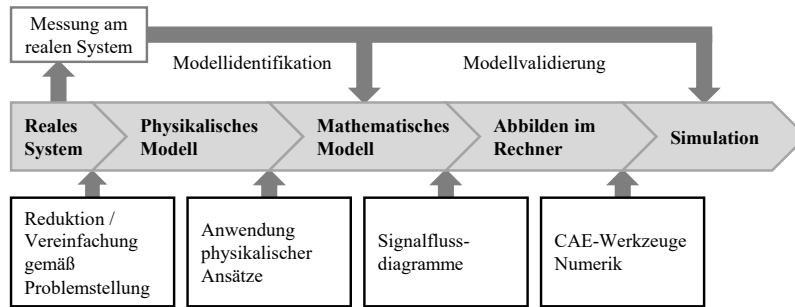 Messung am
realen System
Modellidentifikation
Modellvalidierung
Reales
System
Physikalisches
Modell
Mathematisches
Modell
Abbilden im
Rechner
Simulation
Reduktion /
Vereinfachung
gemäß
Problemstellung
Anwendung
physikalischer
Ansätze
Signalfluss-
diagramme
CAE-Werkzeuge
Numerik